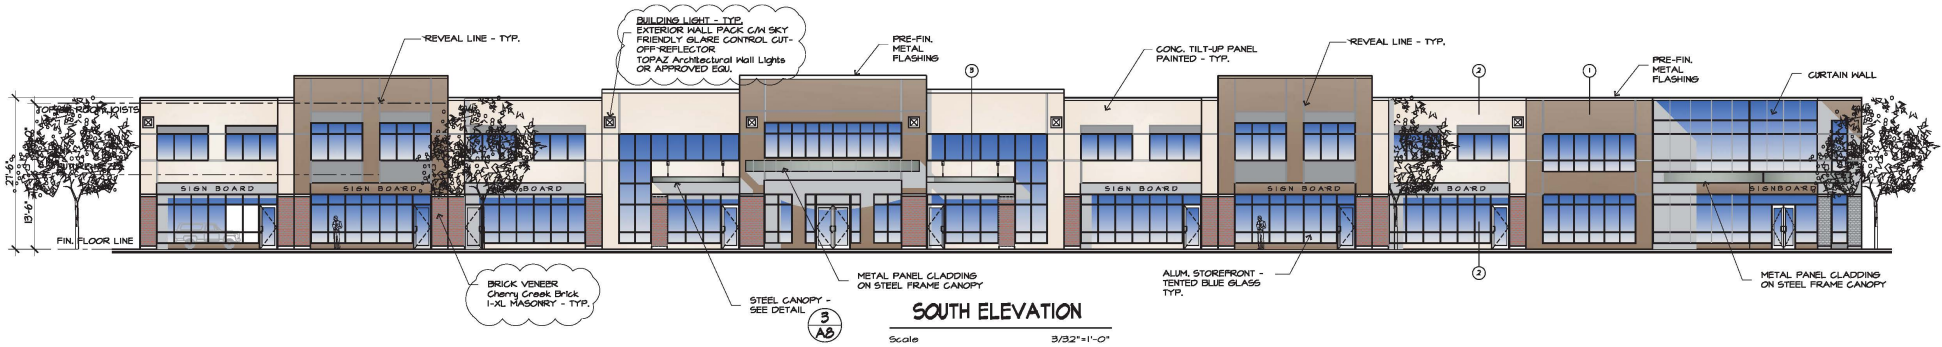 BUILDING LIGHT - TYP.
EXTERIOR WALL PACK C/W SKY
FRIENDLY GLARE CONTROL CUT-
OFF REFLECTOR
TOPAZ Architectural Wall Lights
OR APPROVED EQU.
REVEAL LINE - TYP.
PRE-FIN.
METAL
FLASHING
3
CONC. TILT-UP PANEL
PAINTED - TYP.
REVEAL LINE - TYP.
2
1
PRE-FIN.
METAL
FLASHING
CURTAIN WALL
JOISTS
27'-6"
13'-6"
SIGN BOARD
SIGN BOARD
BOARD
SIGN BOARD
SIGN BOARD
BOARD
SIGNBOARD
FIN. FLOOR LINE
BRICK VENEER
Cherry Creek Brick
I-XL MASONRY - TYP.
STEEL CANOPY -
SEE DETAIL
3
A8
METAL PANEL CLADDING
ON STEEL FRAME CANOPY
ALUM. STOREFRONT -
TENTED BLUE GLASS
TYP.
2
METAL PANEL CLADDING
ON STEEL FRAME CANOPY
SOUTH ELEVATION
Scale 3/32"=1'-0"